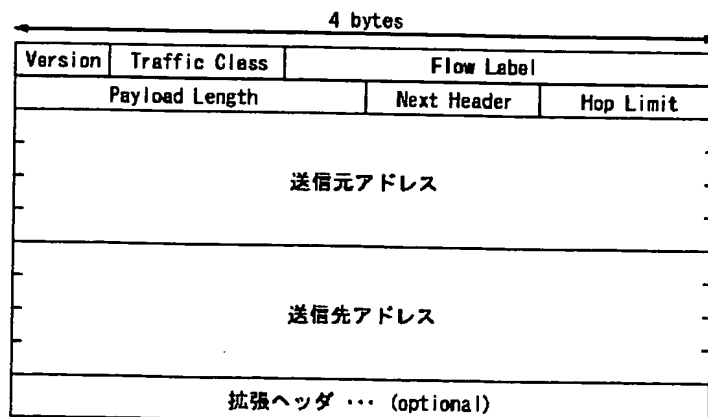 4 bytes
Version Traffic Class Flow Label
Payload Length Next Header Hop Limit
送信元アドレス
送信先アドレス
拡張ヘッダ … (optional)